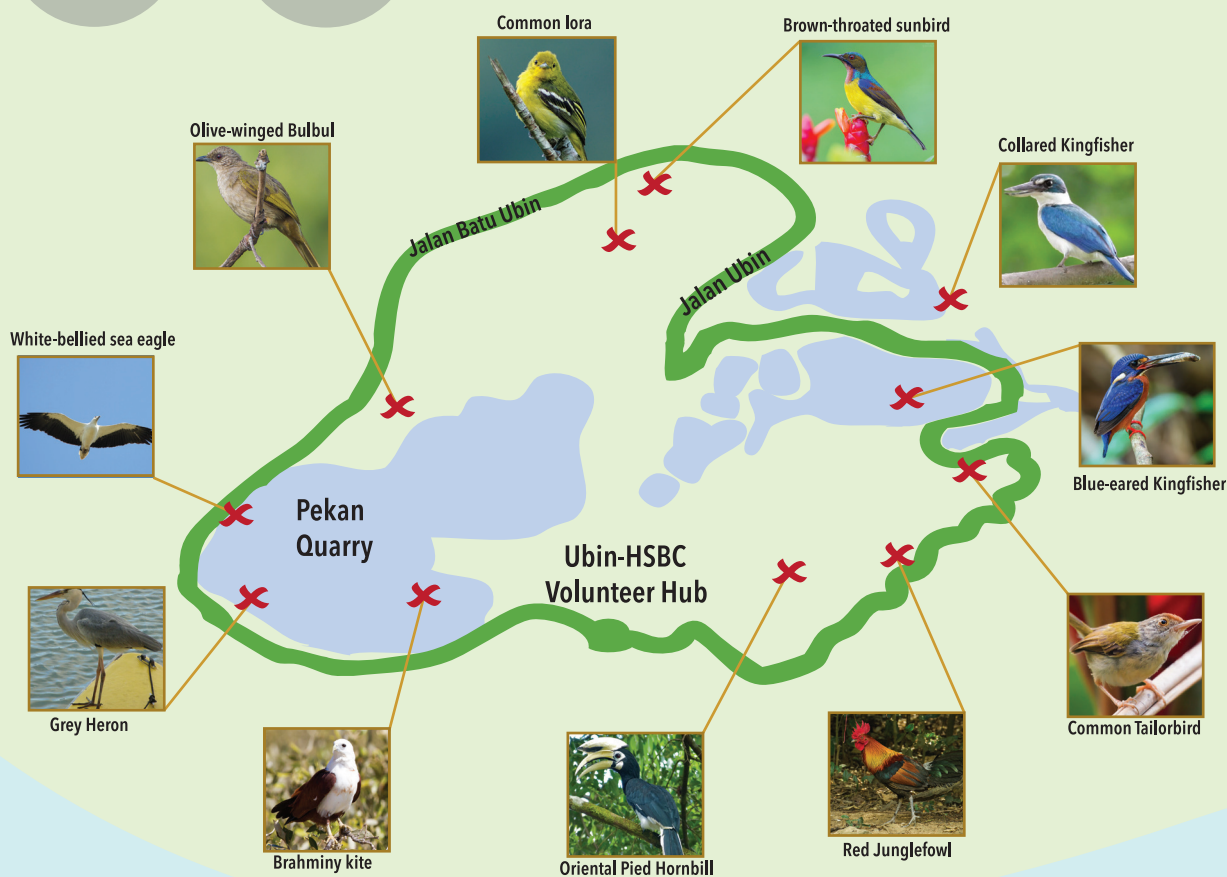 Common Iora
Brown-throated sunbird
Olive-winged Bulbul
Collared Kingfisher
Jalan Batu Ubin
Jalan Ubin
White-bellied sea eagle
Blue-eared Kingfisher
Pekan
Quarry
Ubin-HSBC
Volunteer Hub
Grey Heron
Common Tailorbird
Brahminy kite
Oriental Pied Hornbill
Red Junglefowl